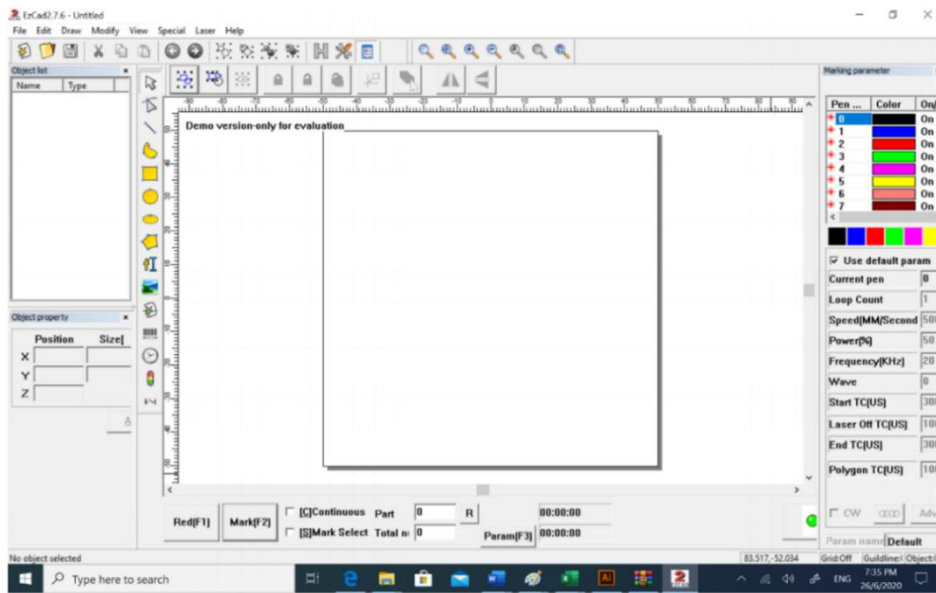 EzCad2.7.6 - Untitled
File Edit Draw Modify View Special Laser Help
Object list
Name Type
Demo version-only for evaluation
Object property
Position Size[
X
Y
Z
Marking parameter
Pen ... Color On/
0 On
1 On
2 On
3 On
4 On
5 On
6 On
7 On
Use default param
Current pen 0
Loop Count 1
Speed(MM/Second 500
Power(%) 50
Frequency(KHz) 20
Wave 0
Start TC(US)
Laser Off TC(US)
End TC(US)
Polygon TC(US)
CW Adv
Param name Default
Red(F1) Mark(F2)
[C]Continuous Part 0 R 00:00:00
[S]Mark Select Total n 0 Param(F3) 00:00:00
No object selected 83.517,-52.034 Grid:Off Guildline:( Object:
Type here to search
ENG 7:35 PM
26/6/2020